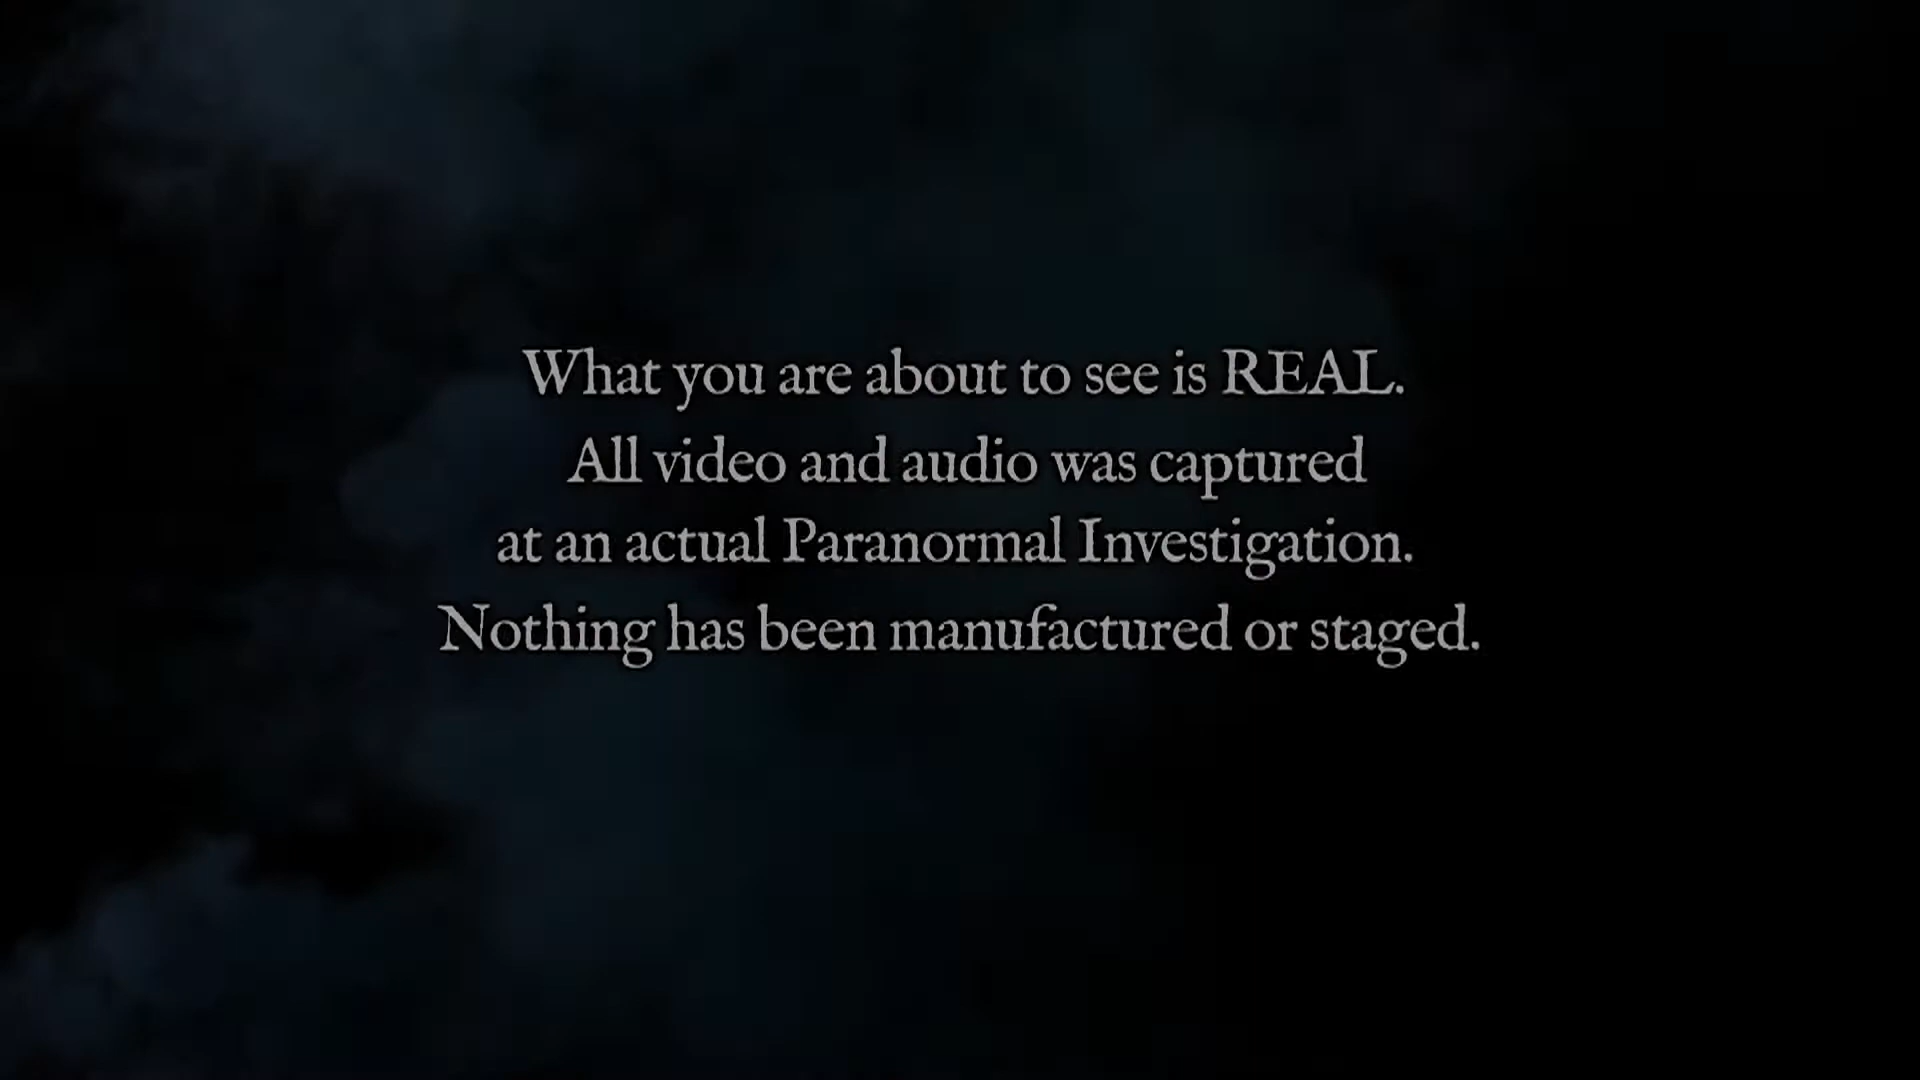 What you are about to see is REAL.
All video and audio was captured
at an actual Paranormal Investigation.
Nothing has been manufactured or staged.